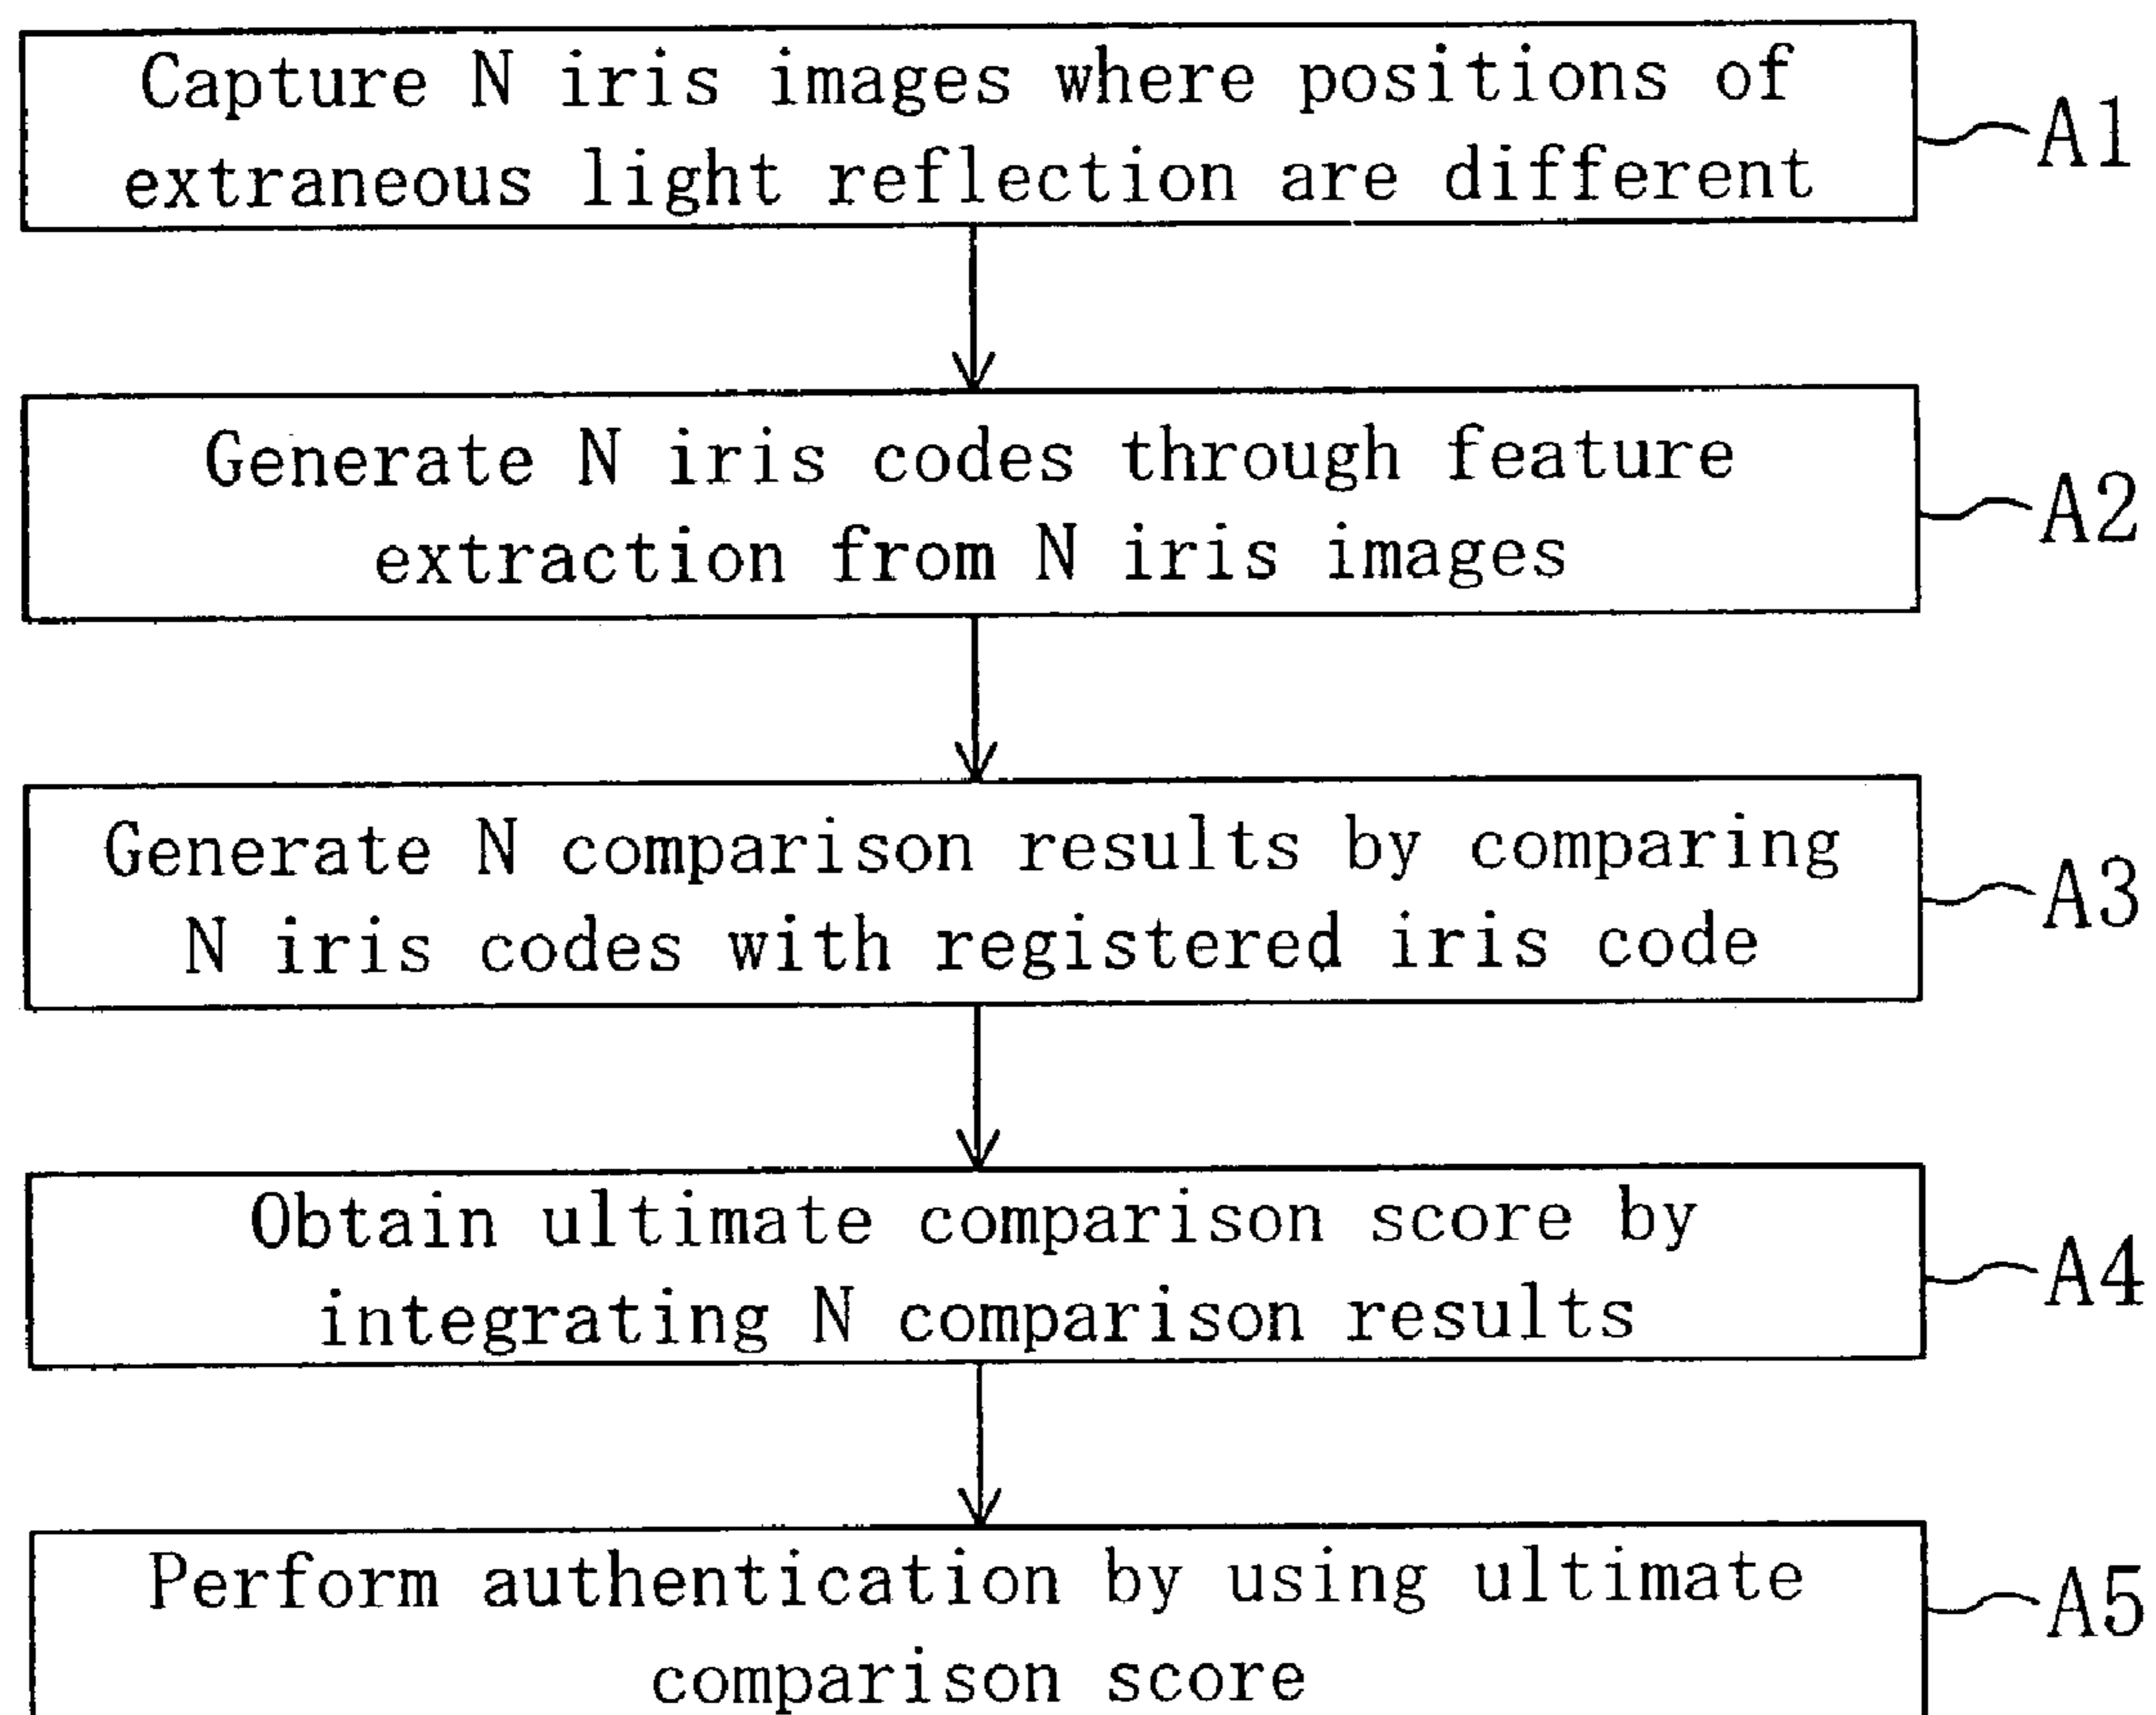 Capture N iris images where positions of
extraneous light reflection are different
A1
Generate N iris codes through feature
extraction from N iris images
A2
Generate N comparison results by comparing
N iris codes with registered iris code
A3
Obtain ultimate comparison score by
integrating N comparison results
A4
Perform authentication by using ultimate
comparison score
A5